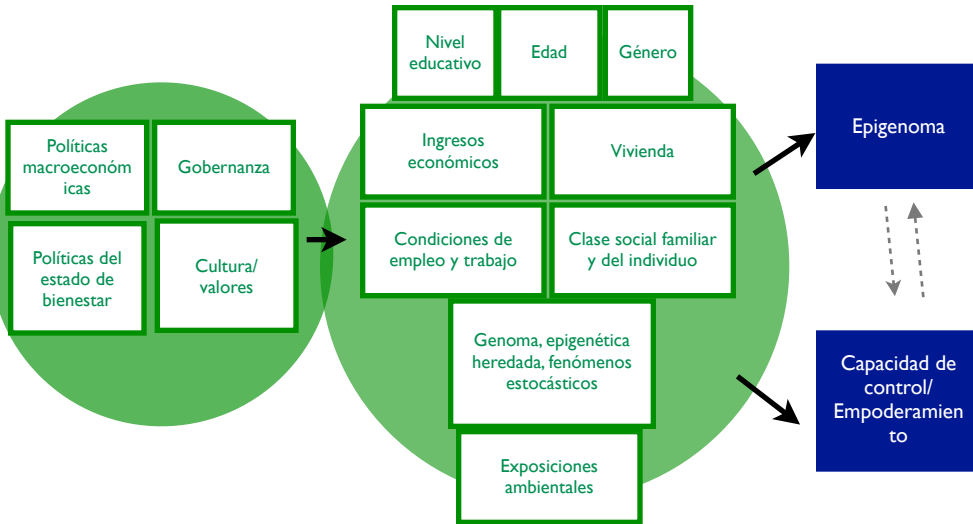 Políticas
macroeconóm
icas
Gobernanza
Políticas del
estado de
bienestar
Cultura/
valores
Nivel
educativo
Edad
Género
Ingresos
económicos
Vivienda
Condiciones de
empleo y trabajo
Clase social familiar
y del individuo
Genoma, epigenética
heredada, fenómenos
estocásticos
Exposiciones
ambientales
Epigenoma
Capacidad de
control/
Empoderamien
to